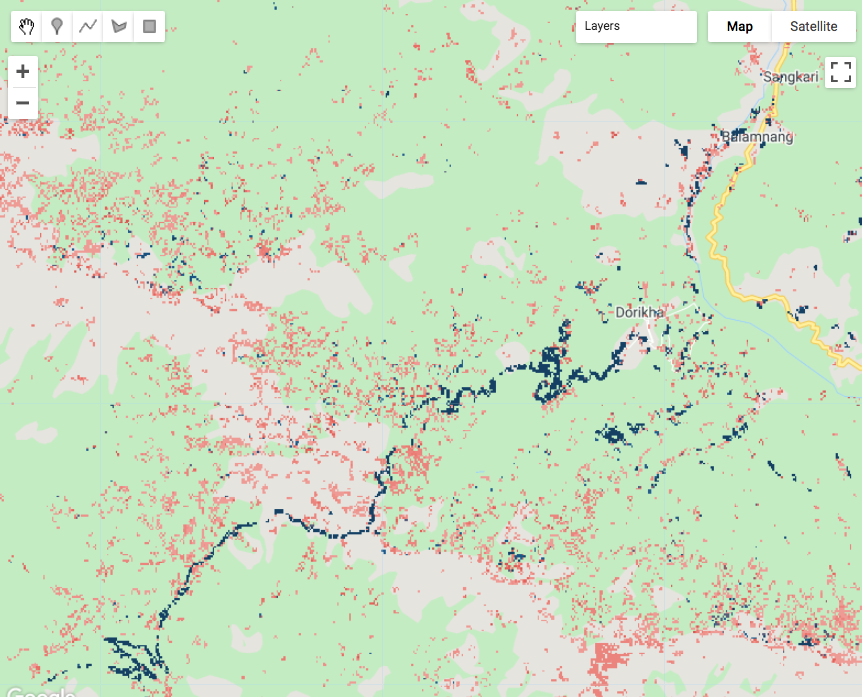 Layers
Map
Satellite
+
−
Sangkari
Balamnang
Dorikha
Google